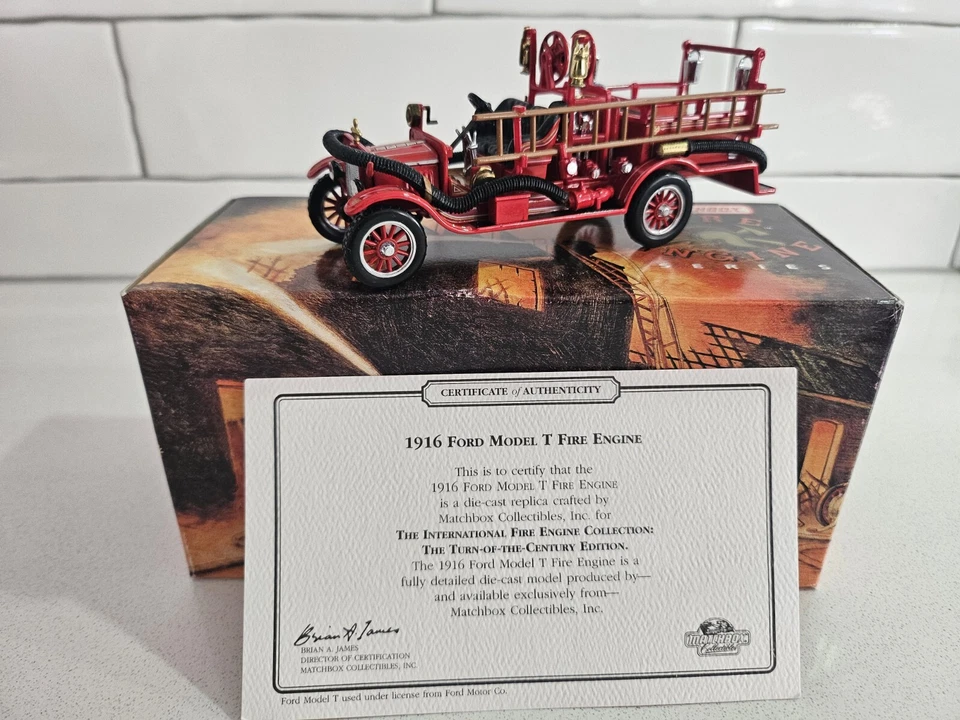 ENGINE
SERIES
CERTIFICATE of AUTHENTICITY
1916 FORD MODEL T FIRE ENGINE
This is to certify that the
1916 FORD MODEL T FIRE ENGINE
is a die-cast replica crafted by
Matchbox Collectibles, Inc. for
THE INTERNATIONAL FIRE ENGINE COLLECTION:
THE TURN-OF-THE-CENTURY EDITION.
The 1916 Ford Model T Fire Engine is a
fully detailed die-cast model produced by—
and available exclusively from—
Matchbox Collectibles, Inc.
Brian A James
BRIAN A. JAMES
DIRECTOR OF CERTIFICATION
MATCHBOX COLLECTIBLES, INC
MATCHBOX
Collectibles
Ford Model T used under license from Ford Motor Co.